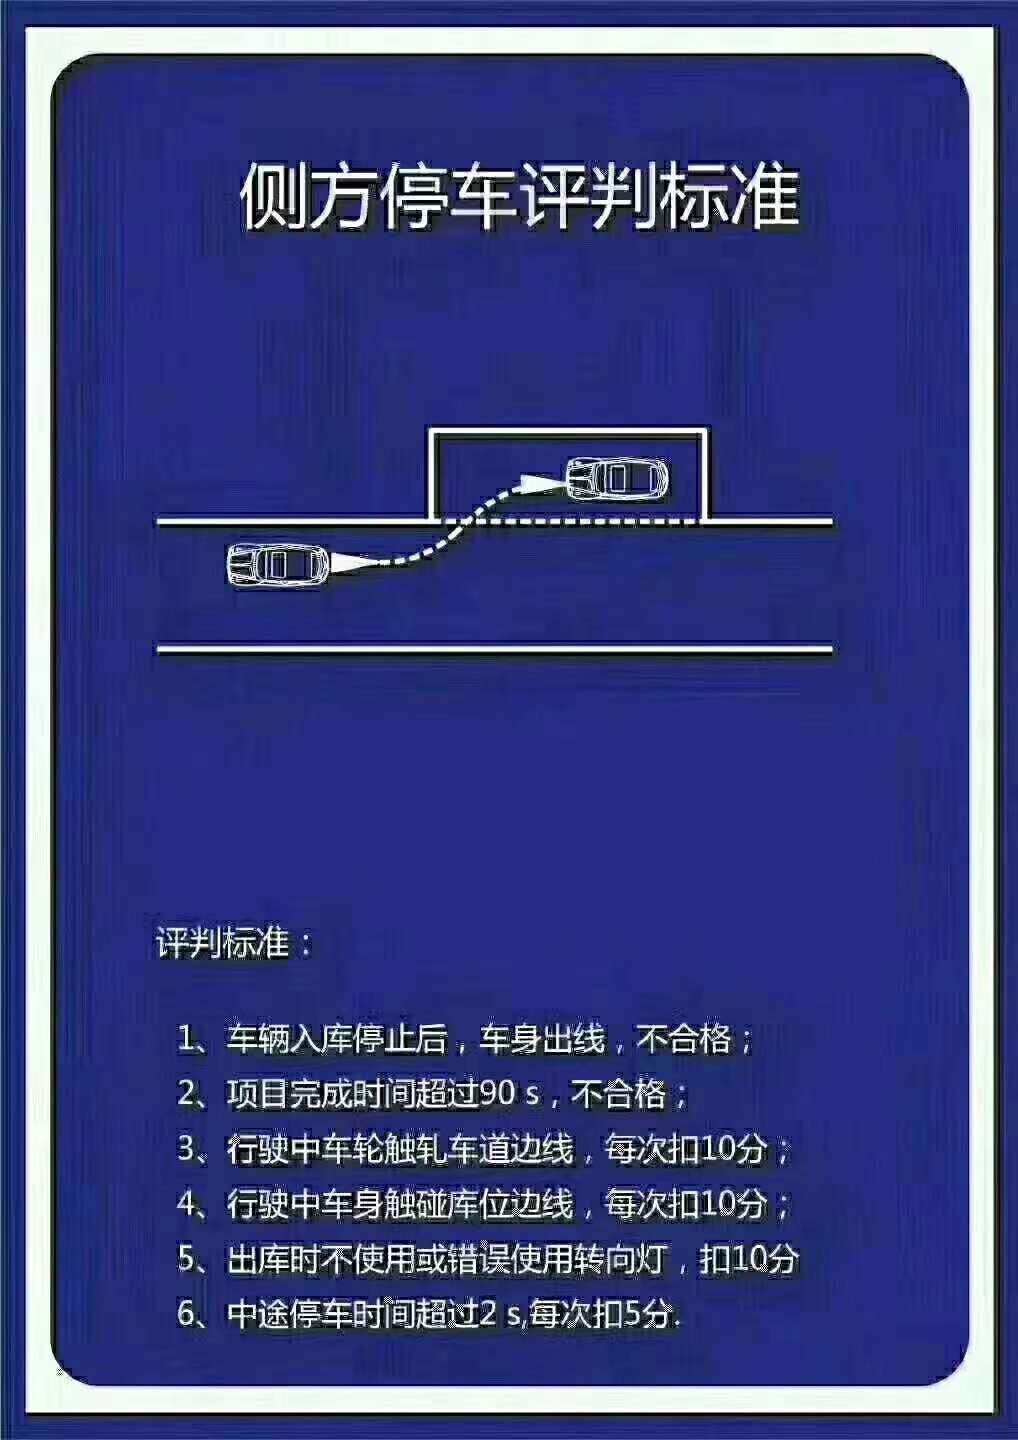 侧方停车评判标准
评判标准：
1、车辆入库停止后，车身出线，不合格；
2、项目完成时间超过90 s，不合格；
3、行驶中车轮触轧车道边线，每次扣10分；
4、行驶中车身触碰库位边线，每次扣10分；
5、出库时不使用或错误使用转向灯，扣10分
6、中途停车时间超过2 s,每次扣5分.